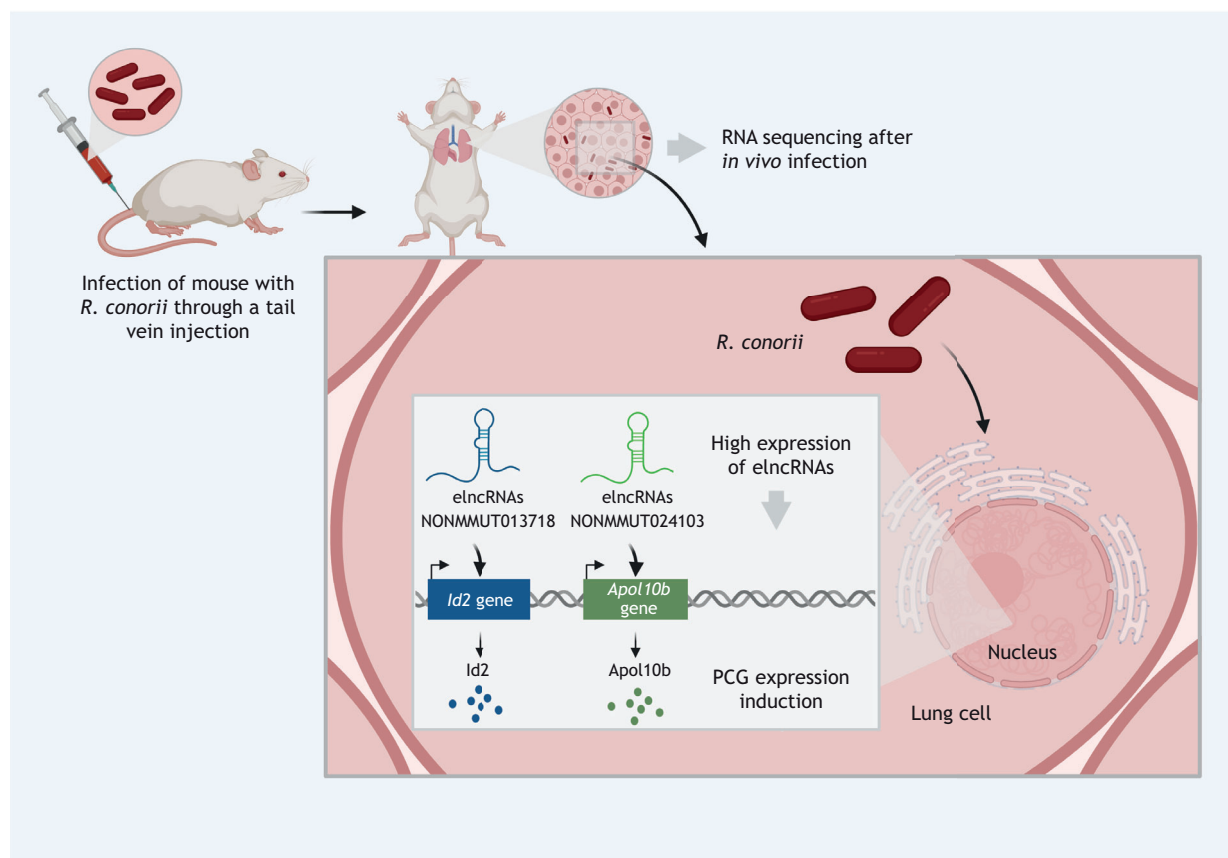 RNA sequencing after
in vivo infection
Infection of mouse with
R. conorii through a tail
vein injection
R. conorii
High expression
of elncRNAs
elncRNAs
NONMMUT013718
elncRNAs
NONMMUT024103
Id2 gene
Apol10b
gene
Id2
Apol10b
PCG expression
induction
Nucleus
Lung cell